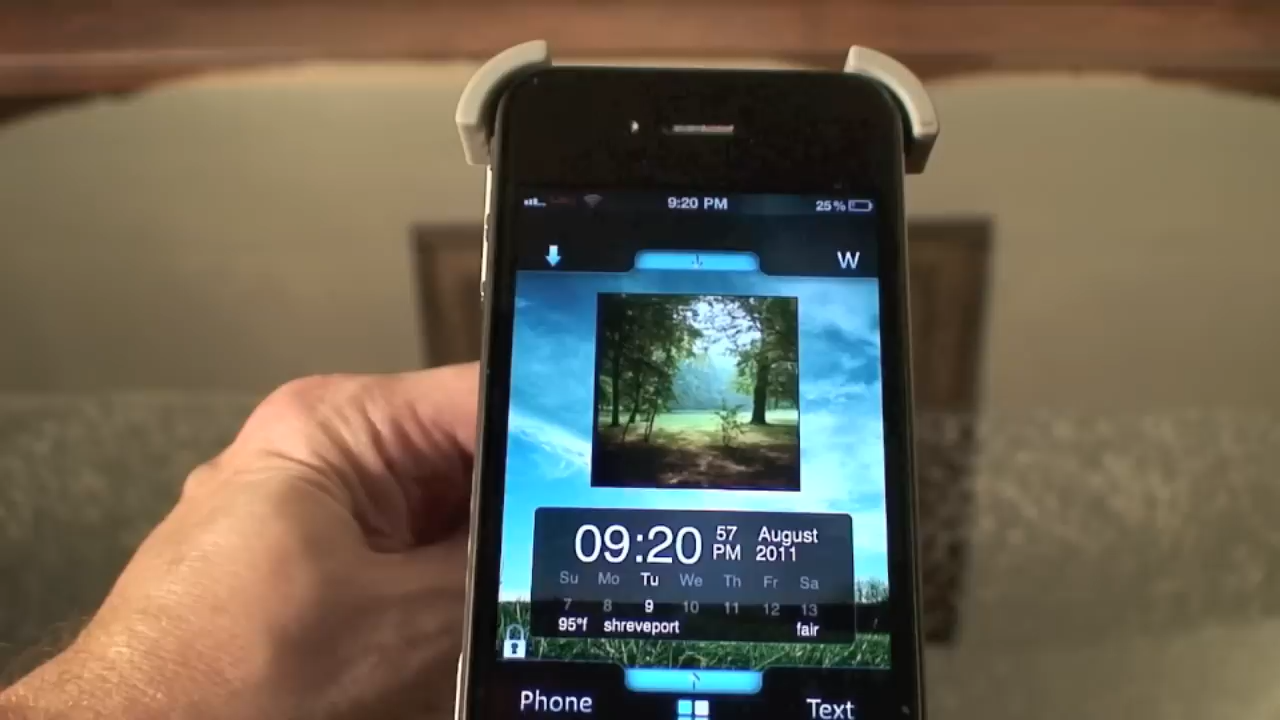 9:20 PM 25%
W
09:20 57 PM August 2011
Su Mo Tu We Th Fr Sa
7 8 9 10 11 12 13
95°f shreveport fair
Phone Text